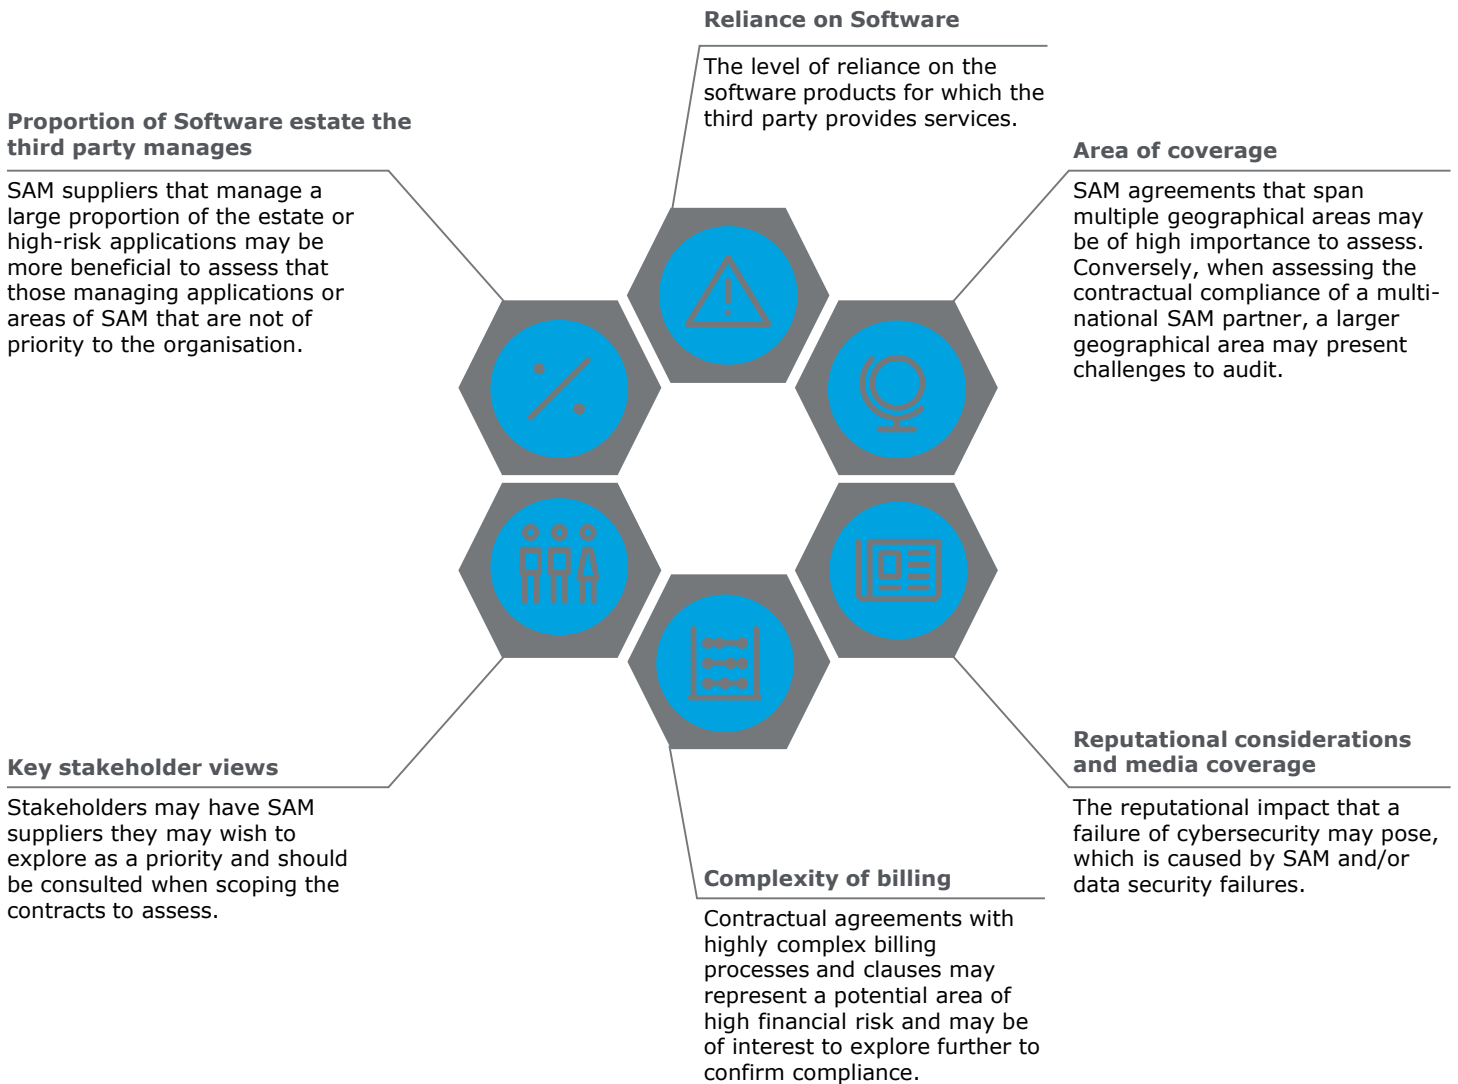 Reliance on Software
The level of reliance on the
software products for which the
third party provides services.
Proportion of Software estate the
third party manages
SAM suppliers that manage a
large proportion of the estate or
high-risk applications may be
more beneficial to assess that
those managing applications or
areas of SAM that are not of
priority to the organisation.
Area of coverage
SAM agreements that span
multiple geographical areas may
be of high importance to assess.
Conversely, when assessing the
contractual compliance of a multi-
national SAM partner, a larger
geographical area may present
challenges to audit.
Key stakeholder views
Stakeholders may have SAM
suppliers they may wish to
explore as a priority and should
be consulted when scoping the
contracts to assess.
Reputational considerations
and media coverage
The reputational impact that a
failure of cybersecurity may pose,
which is caused by SAM and/or
data security failures.
Complexity of billing
Contractual agreements with
highly complex billing
processes and clauses may
represent a potential area of
high financial risk and may be
of interest to explore further to
confirm compliance.